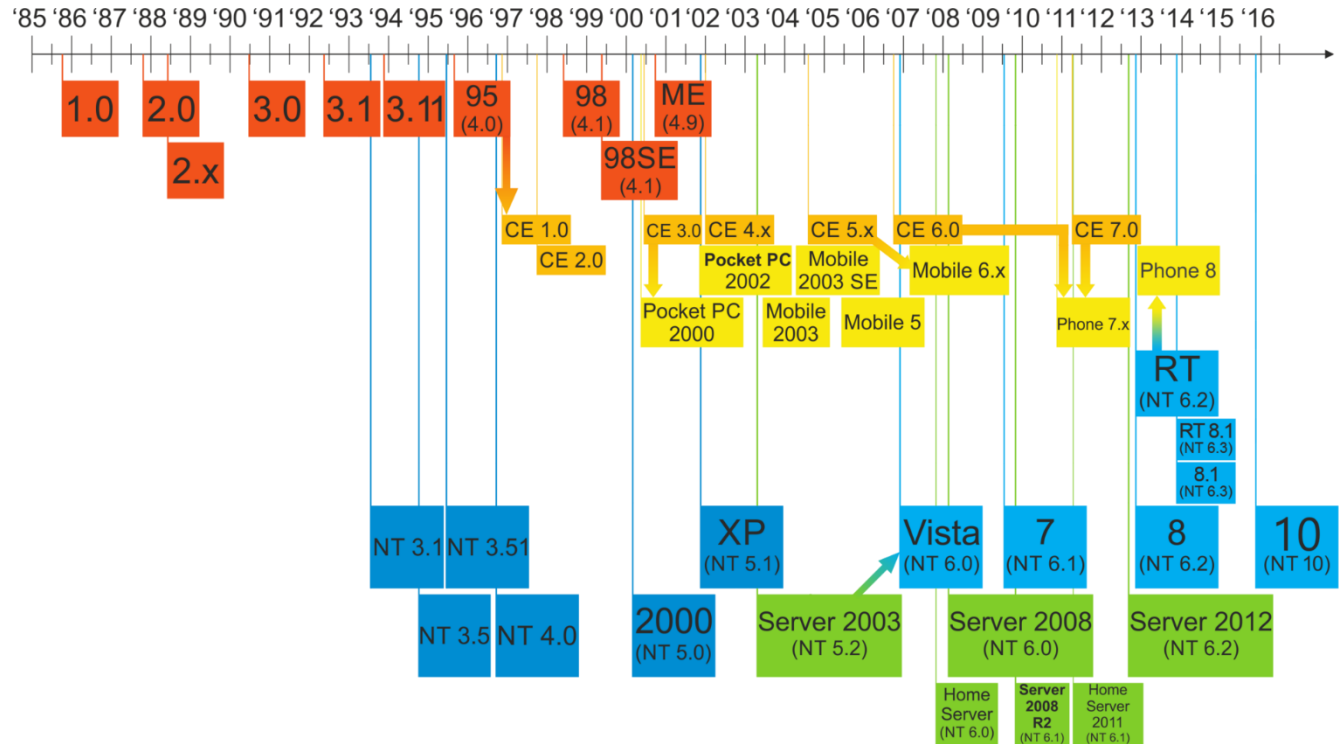 ‘85 ‘86 ‘87 ‘88 ‘89 ‘90 ‘91 ‘92 ‘93 ‘94 ‘95 ‘96 ‘97 ‘98 ‘99 ‘00 ‘01 ‘02 ‘03 ‘04 ‘05 ‘06 ‘07 ‘08 ‘09 ‘10 ‘11 ‘12 ‘13 ‘14 ‘15 ‘16
1.0
2.0
2.x
3.0
3.1
3.11
95
(4.0)
98
(4.1)
98SE
(4.1)
ME
(4.9)
CE 1.0
CE 2.0
CE 3.0
CE 4.x
CE 5.x
CE 6.0
CE 7.0
Pocket PC
2002
Mobile
2003 SE
Mobile 6.x
Phone 8
Pocket PC
2000
Mobile
2003
Mobile 5
Phone 7.x
RT
(NT 6.2)
RT 8.1
(NT 6.3)
8.1
(NT 6.3)
NT 3.1
NT 3.51
XP
(NT 5.1)
Vista
(NT 6.0)
7
(NT 6.1)
8
(NT 6.2)
10
(NT 10)
NT 3.5
NT 4.0
2000
(NT 5.0)
Server 2003
(NT 5.2)
Server 2008
(NT 6.0)
Server 2012
(NT 6.2)
Home
Server
(NT 6.0)
Server
2008
R2
(NT 6.1)
Home
Server
2011
(NT 6.1)